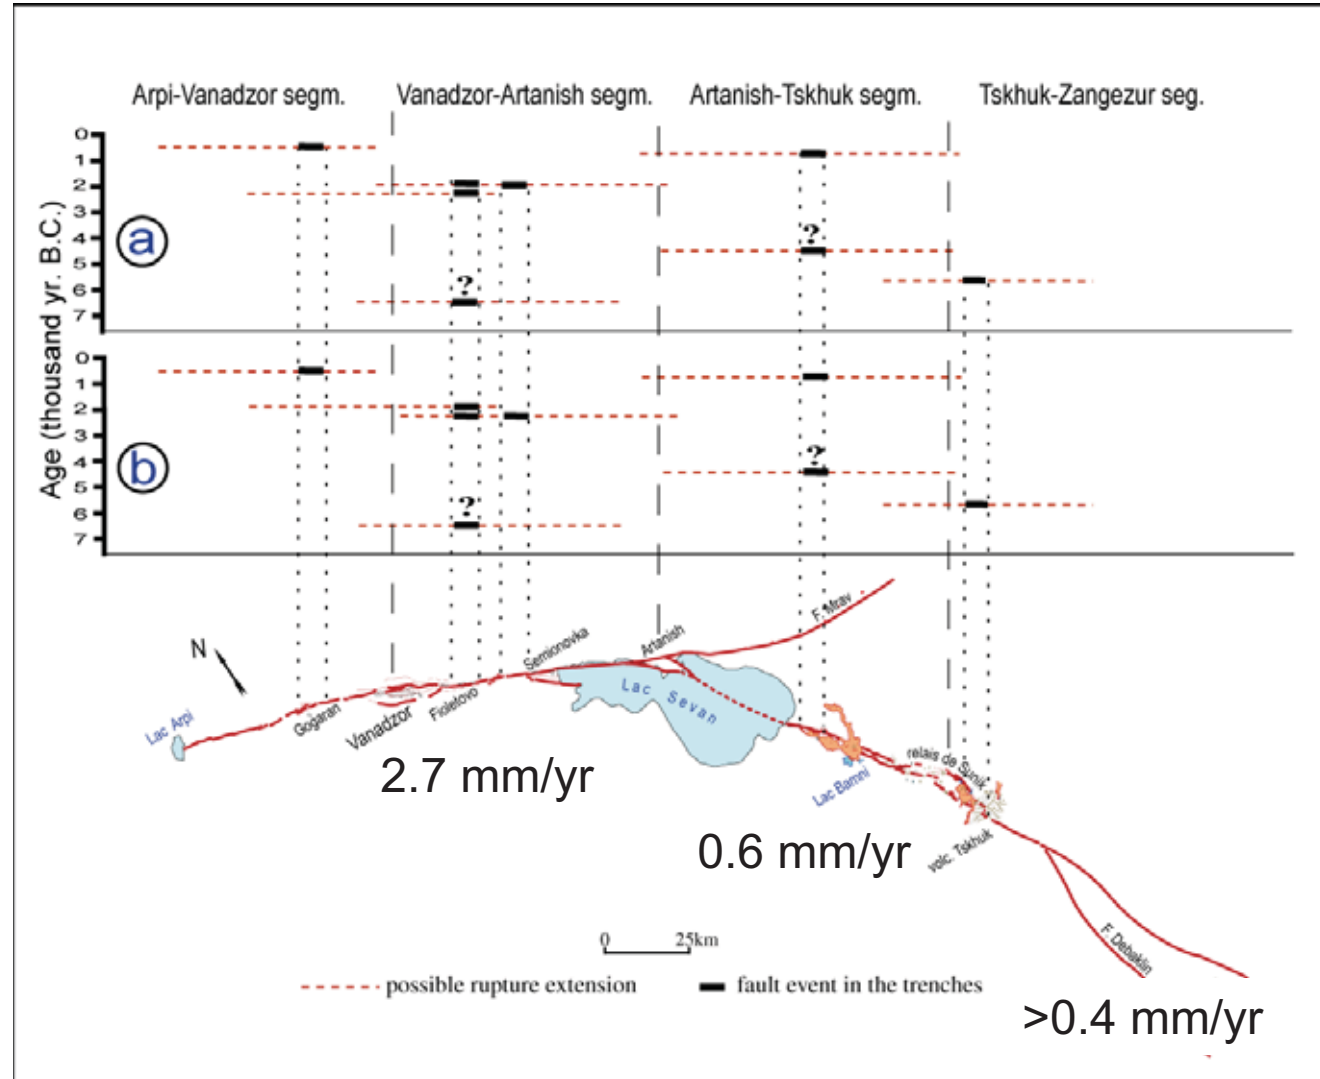 Arpi-Vanadzor segm. Vanadzor-Artanish segm. Artanish-Tskhuk segm. Tskhuk-Zangezur seg.
Age (thousand yr. B.C.)
0
1
2
3
4
5
6
7
a
?
?
0
1
2
3
4
5
6
7
b
?
?
N
Lac Arpi
Gogaran
Vanadzor
Fioletovo
Semionovka
Artanish
F. Mrav
Lac Sevan
2.7 mm/yr
relais de Syunik
Lac Bamni
volc. Tskhuk
0.6 mm/yr
F. Debaklin
0 25km
possible rupture extension
fault event in the trenches
>0.4 mm/yr